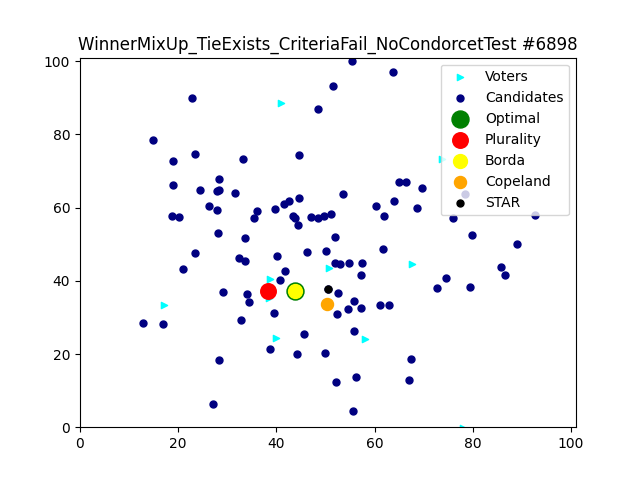 WinnerMixUp_TieExists_CriteriaFail_NoCondorcetTest #6898
Voters
Candidates
Optimal
Plurality
Borda
Copeland
STAR
100
80
60
40
20
0
0 20 40 60 80 100